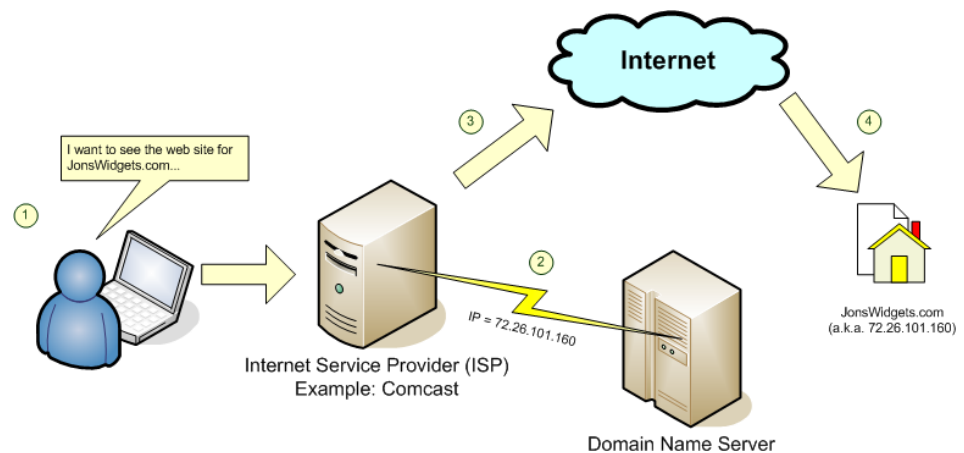 Internet
3
4
I want to see the web site for
JonsWidgets.com...
1
2
IP = 72.26.101.160
JonsWidgets.com
(a.k.a. 72.26.101.160)
Internet Service Provider (ISP)
Example: Comcast
Domain Name Server